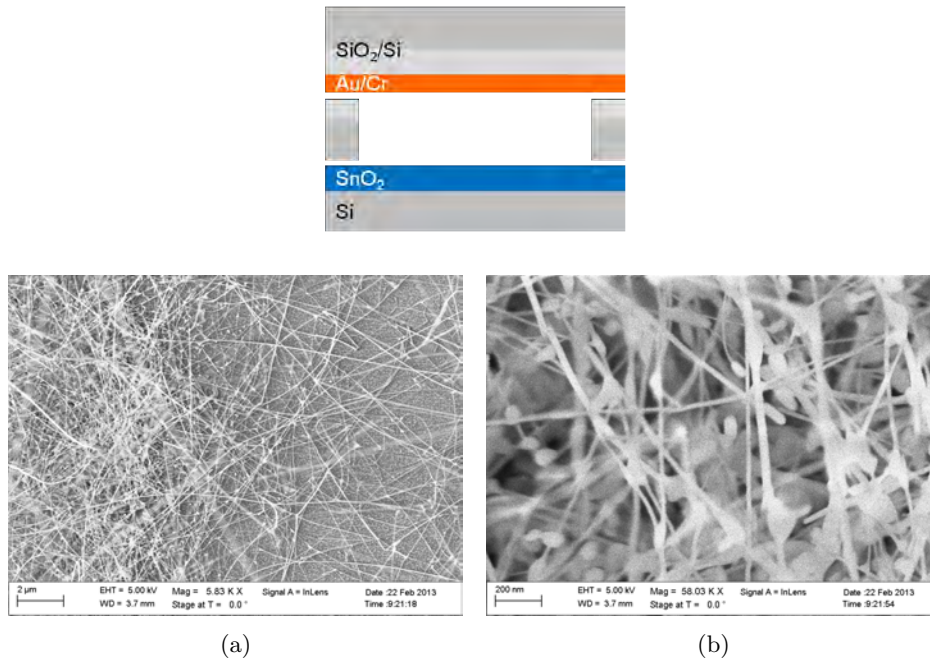 SiO₂/Si
Au/Cr
SnO₂
Si
2 µm
EHT = 5.00 kV
WD = 3.7 mm
Mag = 5.83 K X
Stage at T = 0.0 °
Signal A = InLens
Date :22 Feb 2013
Time :9:21:18
200 nm
EHT = 5.00 kV
WD = 3.7 mm
Mag = 58.03 K X
Stage at T = 0.0 °
Signal A = InLens
Date :22 Feb 2013
Time :9:21:54
(a)
(b)